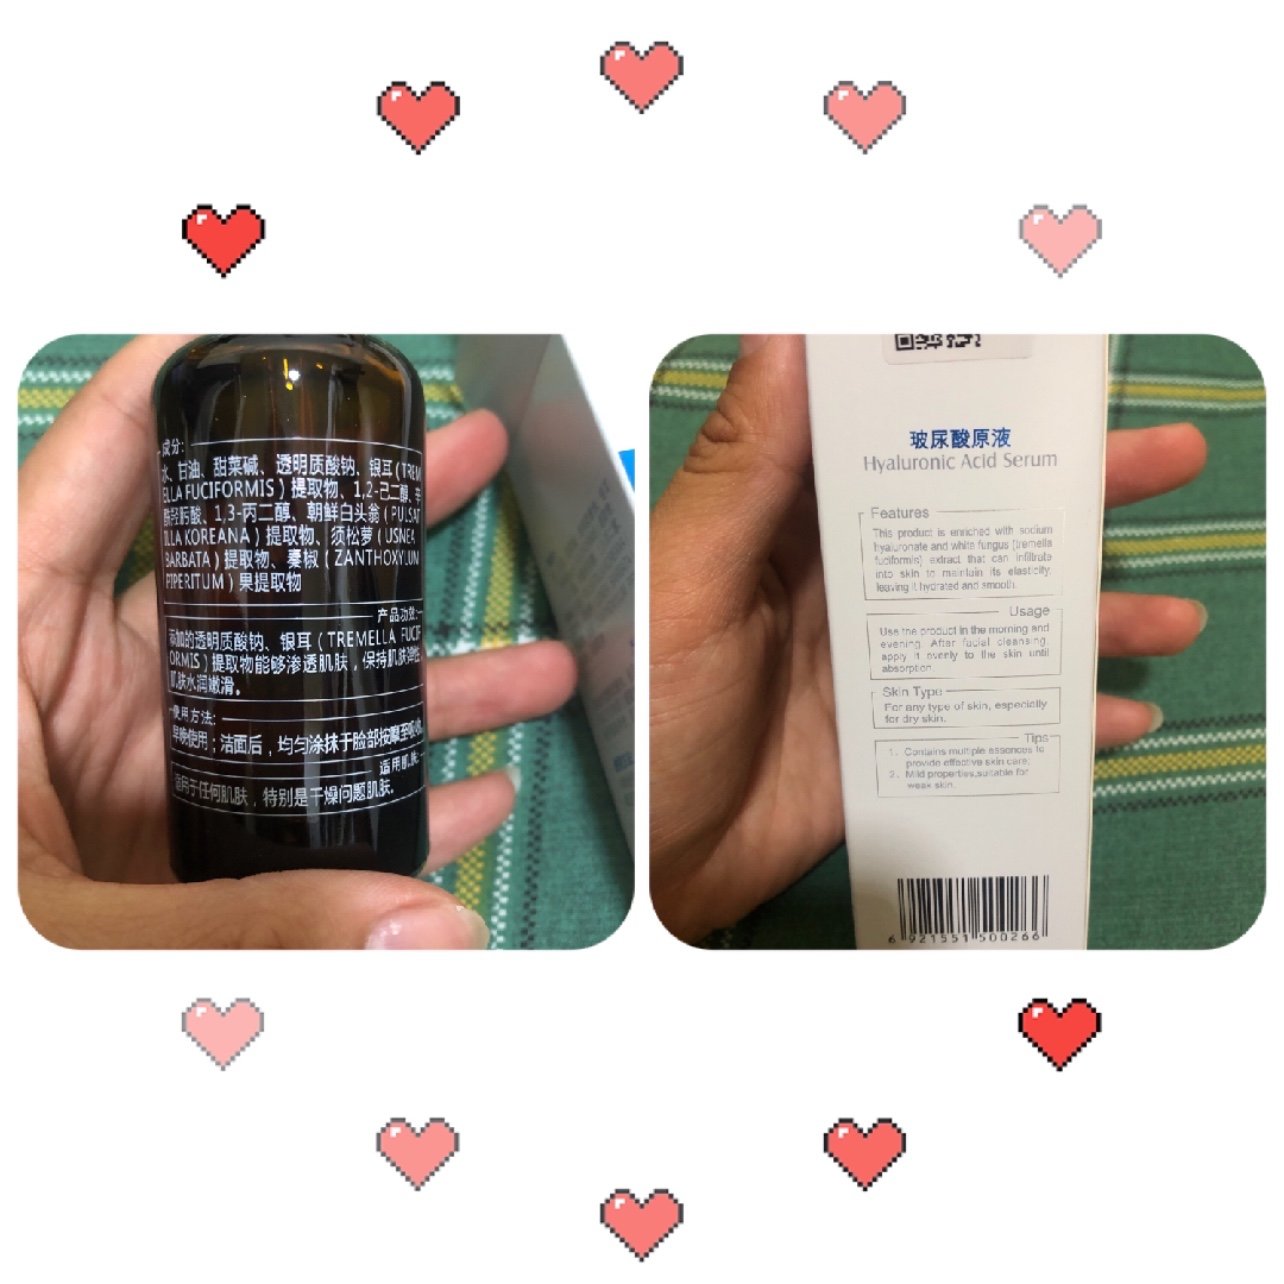 成分:
水、甘油、甜菜碱、透明质酸钠、银耳(TREM
ELLA FUCIFORMIS)提取物、1,2-己二醇、辛
酰羟肟酸、1,3-丙二醇、朝鲜白头翁(PULSAT
ILLA KOREANA)提取物、须松萝(USNEA
BARBATA)提取物、秦椒(ZANTHOXYLUM
PIPERITUM)果提取物
产品功效:
添加的透明质酸钠、银耳(TREMELLA FUCIF
ORMIS)提取物能够渗透肌肤,保持肌肤弹性,
肌肤水润嫩滑。
使用方法:
早晚使用;洁面后,均匀涂抹于脸部按摩至吸收
适用肌肤:
适用于任何肌肤,特别是干燥问题肌肤.
玻尿酸原液
Hyaluronic Acid Serum
Features
This product is enriched with sodium
hyaluronate and white fungus (tremella
fuciformis) extract that can infiltrate
into skin to maintain its elasticity,
leaving it hydrated and smooth.
Usage
Use the product in the morning and
evening. After facial cleansing,
apply it evenly to the skin until
absorption.
Skin Type
For any type of skin, especially
for dry skin.
Tips
1. Contains multiple essences to
provide effective skin care;
2. Mild properties,suitable for
weak skin.
6 921551 500266